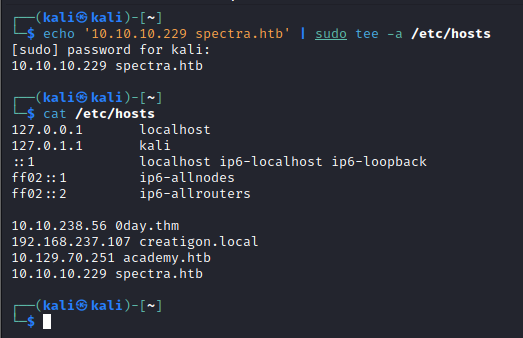 ┌──(kali㉿kali)-[~]
└─$ echo '10.10.10.229 spectra.htb' | sudo tee -a /etc/hosts
[sudo] password for kali:
10.10.10.229 spectra.htb
┌──(kali㉿kali)-[~]
└─$ cat /etc/hosts
127.0.0.1       localhost
127.0.1.1       kali
::1             localhost ip6-localhost ip6-loopback
ff02::1         ip6-allnodes
ff02::2         ip6-allrouters
10.10.238.56 0day.thm
192.168.237.107 creatigon.local
10.129.70.251 academy.htb
10.10.10.229 spectra.htb
┌──(kali㉿kali)-[~]
└─$